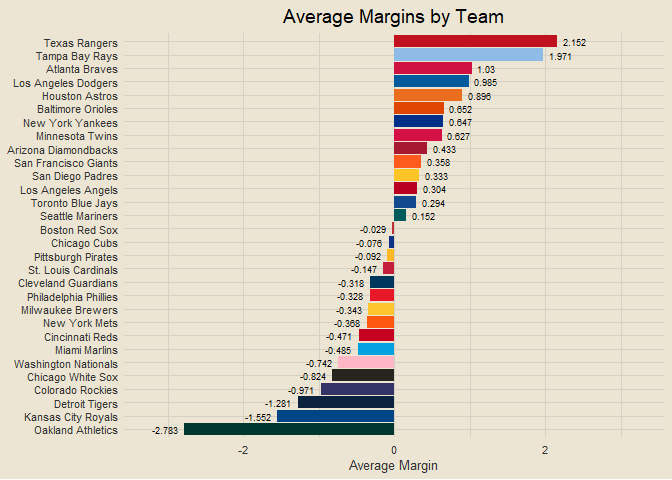 Average Margins by Team
Texas Rangers 2.152
Tampa Bay Rays 1.971
Atlanta Braves 1.03
Los Angeles Dodgers 0.985
Houston Astros 0.896
Baltimore Orioles 0.652
New York Yankees 0.647
Minnesota Twins 0.627
Arizona Diamondbacks 0.433
San Francisco Giants 0.358
San Diego Padres 0.333
Los Angeles Angels 0.304
Toronto Blue Jays 0.294
Seattle Mariners 0.152
Boston Red Sox -0.029
Chicago Cubs -0.076
Pittsburgh Pirates -0.092
St. Louis Cardinals -0.147
Cleveland Guardians -0.318
Philadelphia Phillies -0.328
Milwaukee Brewers -0.343
New York Mets -0.368
Cincinnati Reds -0.471
Miami Marlins -0.485
Washington Nationals -0.742
Chicago White Sox -0.824
Colorado Rockies -0.971
Detroit Tigers -1.281
Kansas City Royals -1.552
Oakland Athletics -2.783
-2 0 2
Average Margin